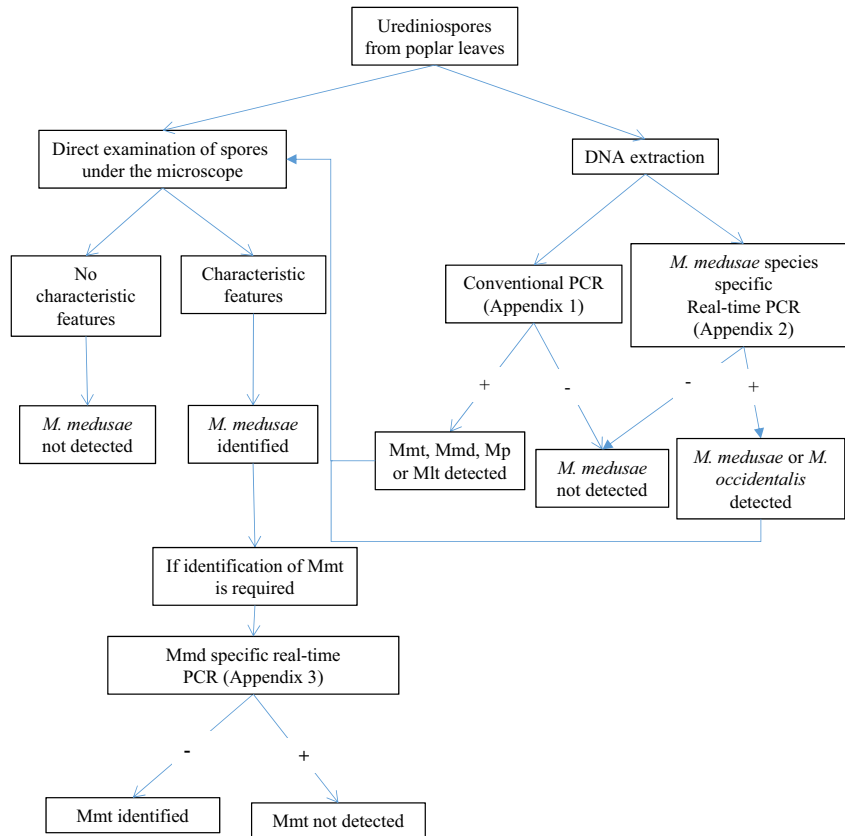 Urediniospores
from poplar leaves
Direct examination of spores
under the microscope
DNA extraction
No
characteristic
features
Characteristic
features
Conventional PCR
(Appendix 1)
M. medusae species
specific
Real-time PCR
(Appendix 2)
+
-
-
+
M. medusae
not detected
M. medusae
identified
Mmt, Mmd, Mp
or Mlt detected
M. medusae
not detected
M. medusae or M.
occidentalis
detected
If identification of Mmt
is required
Mmd specific real-time
PCR (Appendix 3)
-
+
Mmt identified
Mmt not detected